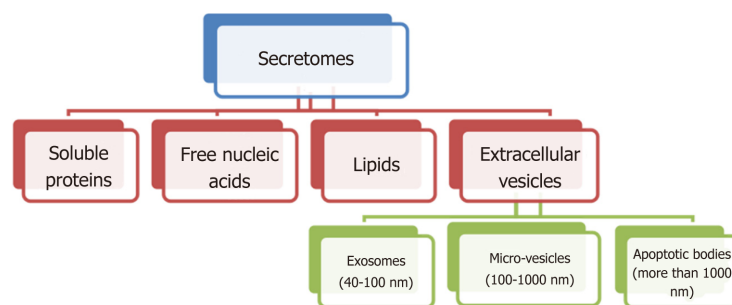 Secretomes
Soluble
proteins
Free nucleic
acids
Lipids
Extracellular
vesicles
Exosomes
(40-100 nm)
Micro-vesicles
(100-1000 nm)
Apoptotic bodies
(more than 1000
nm)